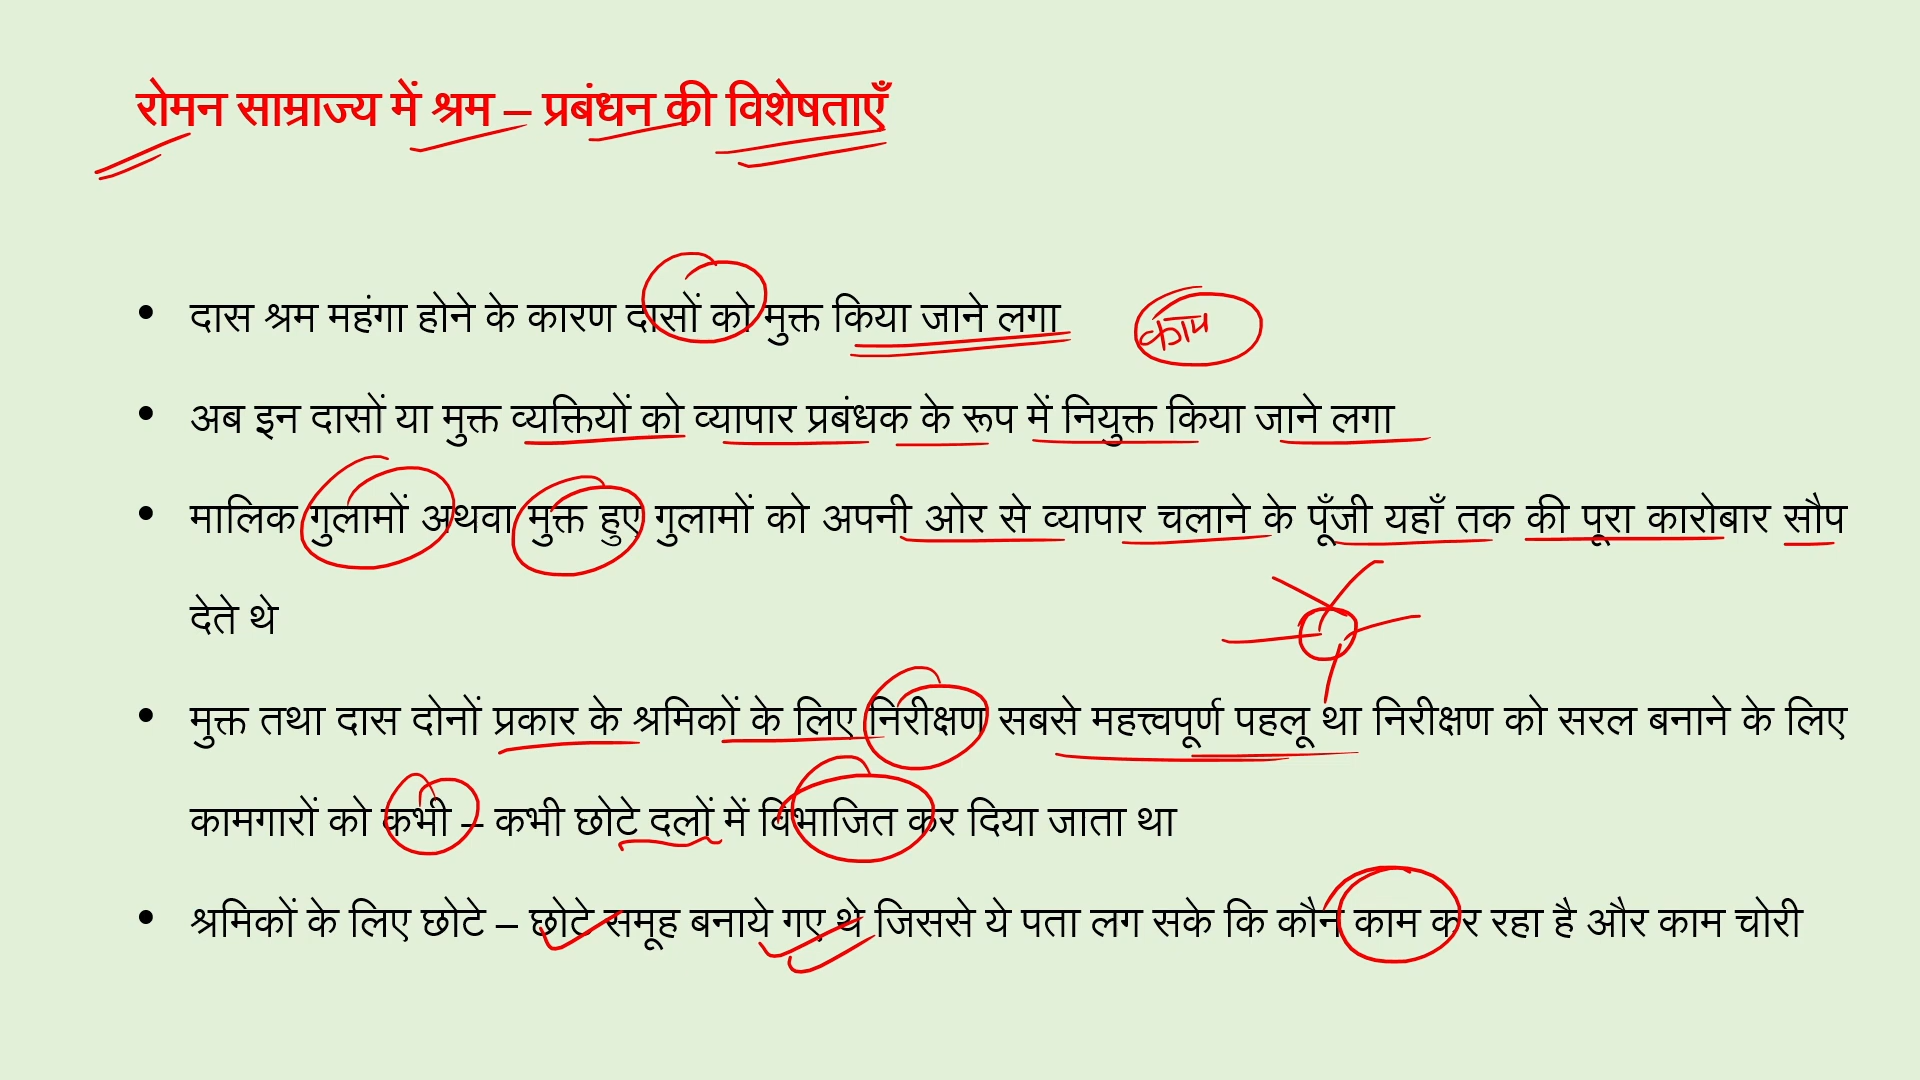 रोमन साम्राज्य में श्रम – प्रबंधन की विशेषताएँ
• दास श्रम महंगा होने के कारण दासों को मुक्त किया जाने लगा
काम
• अब इन दासों या मुक्त व्यक्तियों को व्यापार प्रबंधक के रूप में नियुक्त किया जाने लगा
• मालिक गुलामों अथवा मुक्त हुए गुलामों को अपनी ओर से व्यापार चलाने के पूँजी यहाँ तक की पूरा कारोबार सौप
देते थे
• मुक्त तथा दास दोनों प्रकार के श्रमिकों के लिए निरीक्षण सबसे महत्त्वपूर्ण पहलू था निरीक्षण को सरल बनाने के लिए
कामगारों को कभी – कभी छोटे दलों में विभाजित कर दिया जाता था
• श्रमिकों के लिए छोटे – छोटे समूह बनाये गए थे जिससे ये पता लग सके कि कौन काम कर रहा है और काम चोरी